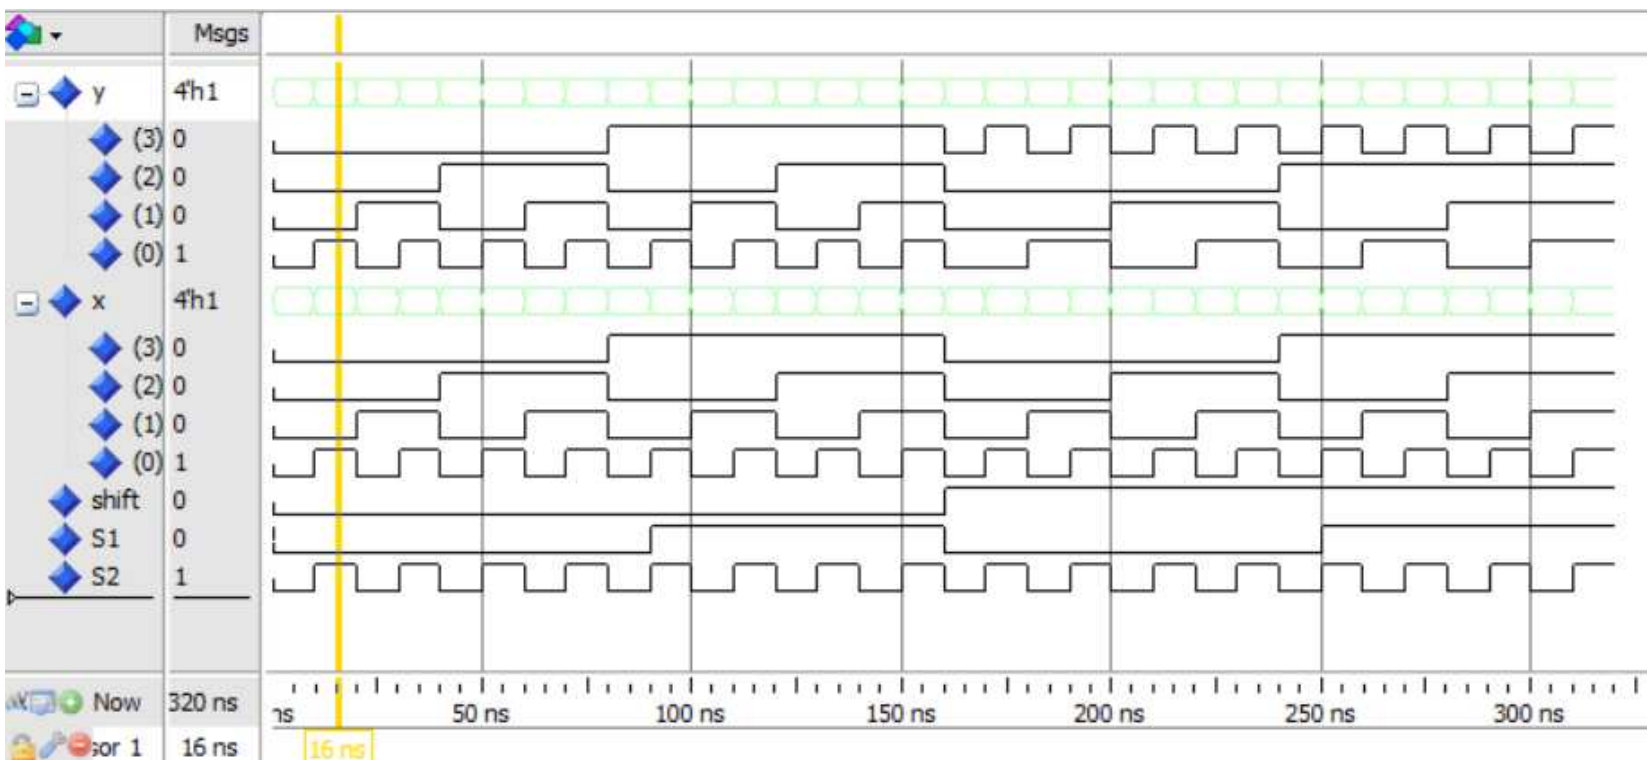 Msgs
y 4'h1
(3) 0
(2) 0
(1) 0
(0) 1
x 4'h1
(3) 0
(2) 0
(1) 0
(0) 1
shift 0
S1 0
S2 1
Now 320 ns ns 50 ns 100 ns 150 ns 200 ns 250 ns 300 ns
sor 1 16 ns 16 ns